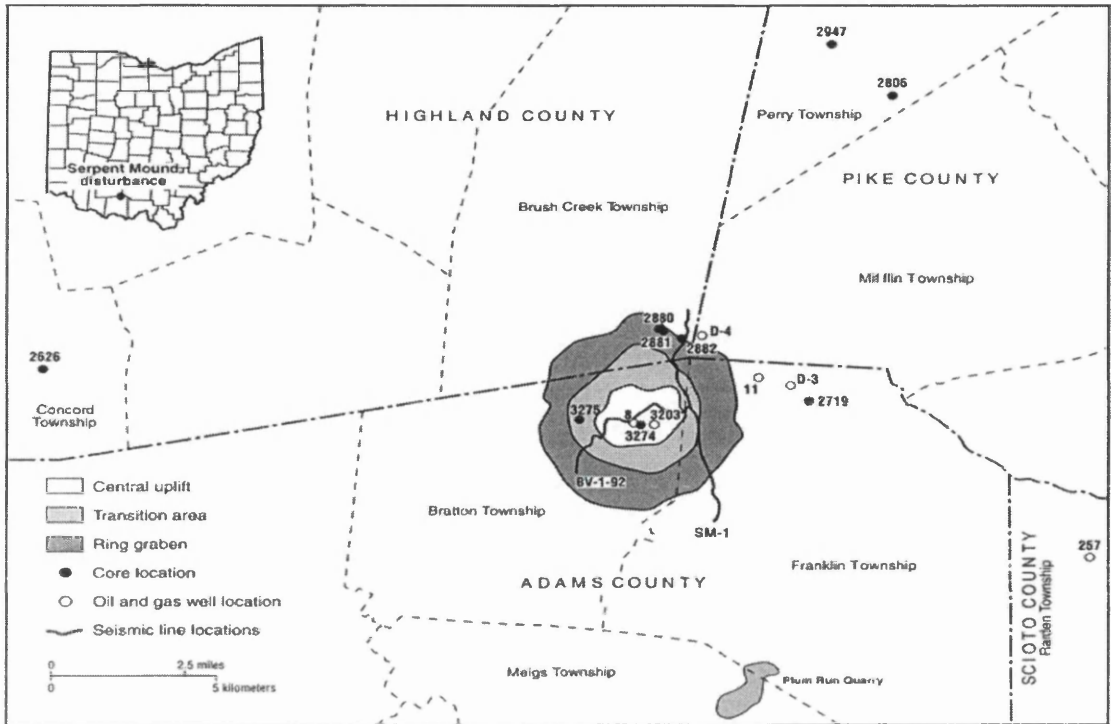 2947
2806
HIGHLAND COUNTY
Perry Township
Serpent Mound
disturbance
PIKE COUNTY
Brush Creek Township
Mifflin Township
2880
D-4
2881
2882
2626
11
D-3
2719
Concord
Township
3275
8
3203
3274
BV-1-92
Central uplift
Transition area
Ring graben
Core location
Oil and gas well location
Seismic line locations
Bratton Township
SM-1
ADAMS COUNTY
Franklin Township
257
SCIOTO COUNTY
Rarden Township
0 2.5 miles
0 5 kilometers
Meigs Township
Plum Run Quarry